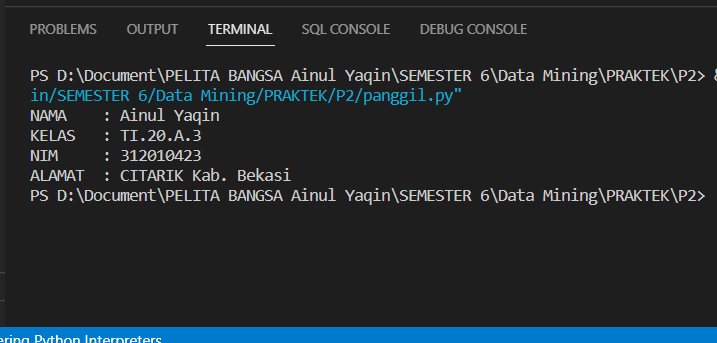 PROBLEMS OUTPUT TERMINAL SQL CONSOLE DEBUG CONSOLE
PS D:\Document\PELITA BANGSA Ainul Yaqin\SEMESTER 6\Data Mining\PRAKTEK\P2> &
in/SEMESTER 6/Data Mining/PRAKTEK/P2/panggil.py"
NAMA    : Ainul Yaqin
KELAS   : TI.20.A.3
NIM     : 312010423
ALAMAT  : CITARIK Kab. Bekasi
PS D:\Document\PELITA BANGSA Ainul Yaqin\SEMESTER 6\Data Mining\PRAKTEK\P2>
ering Python Interpreters